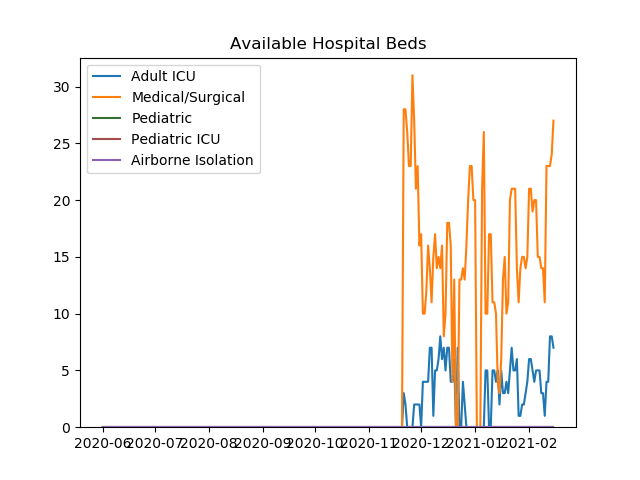 Available Hospital Beds
Adult ICU
Medical/Surgical
Pediatric
Pediatric ICU
Airborne Isolation
30
25
20
15
10
5
0
2020-06 2020-07 2020-08 2020-09 2020-10 2020-11 2020-12 2021-01 2021-02